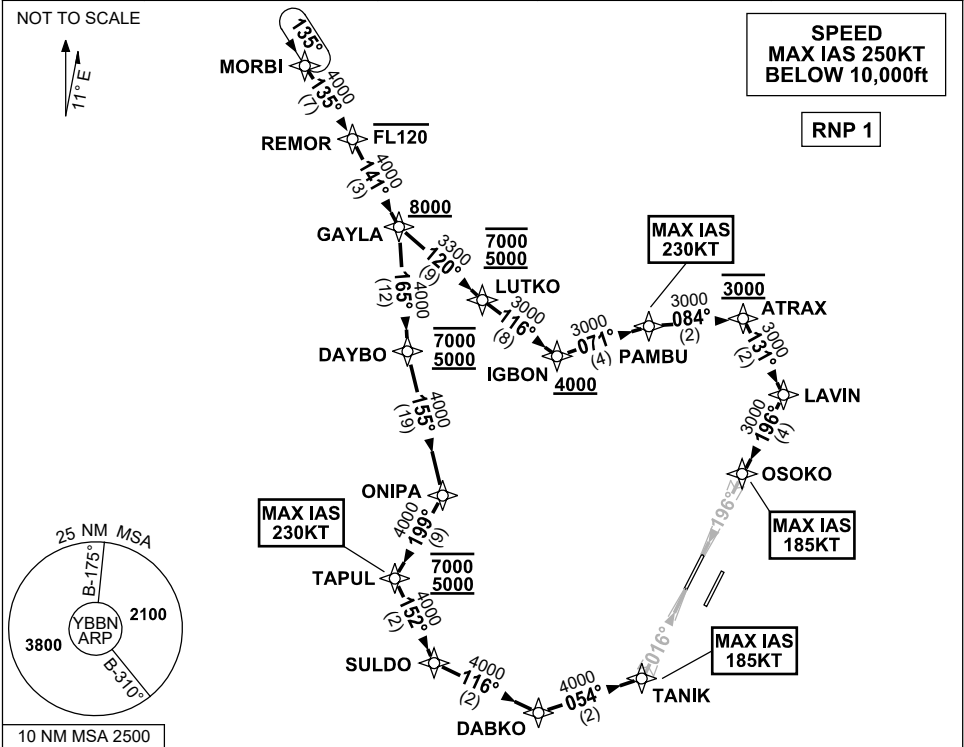 NOT TO SCALE
11° E
SPEED
MAX IAS 250KT
BELOW 10,000ft
RNP 1
135°
MORBI
4000
135°
(7)
REMOR
FL120
4000
141°
(3)
GAYLA
8000
3300
120°
(9)
7000
5000
LUTKO
4000
165°
(12)
3000
116°
(8)
MAX IAS
230KT
3000
ATRAX
3000
071°
(4)
PAMBU
3000
084°
(2)
3000
131°
(2)
DAYBO
7000
5000
IGBON
4000
LAVIN
3000
196°
(4)
4000
155°
(19)
OSOKO
MAX IAS
185KT
196°
ONIPA
MAX IAS
230KT
4000
199°
(6)
TAPUL
7000
5000
4000
152°
(2)
SULDO
4000
116°
(2)
DABKO
4000
054°
(2)
TANIK
MAX IAS
185KT
016°
25 NM MSA
B-175°
YBBN
ARP
2100
3800
B-310°
10 NM MSA 2500